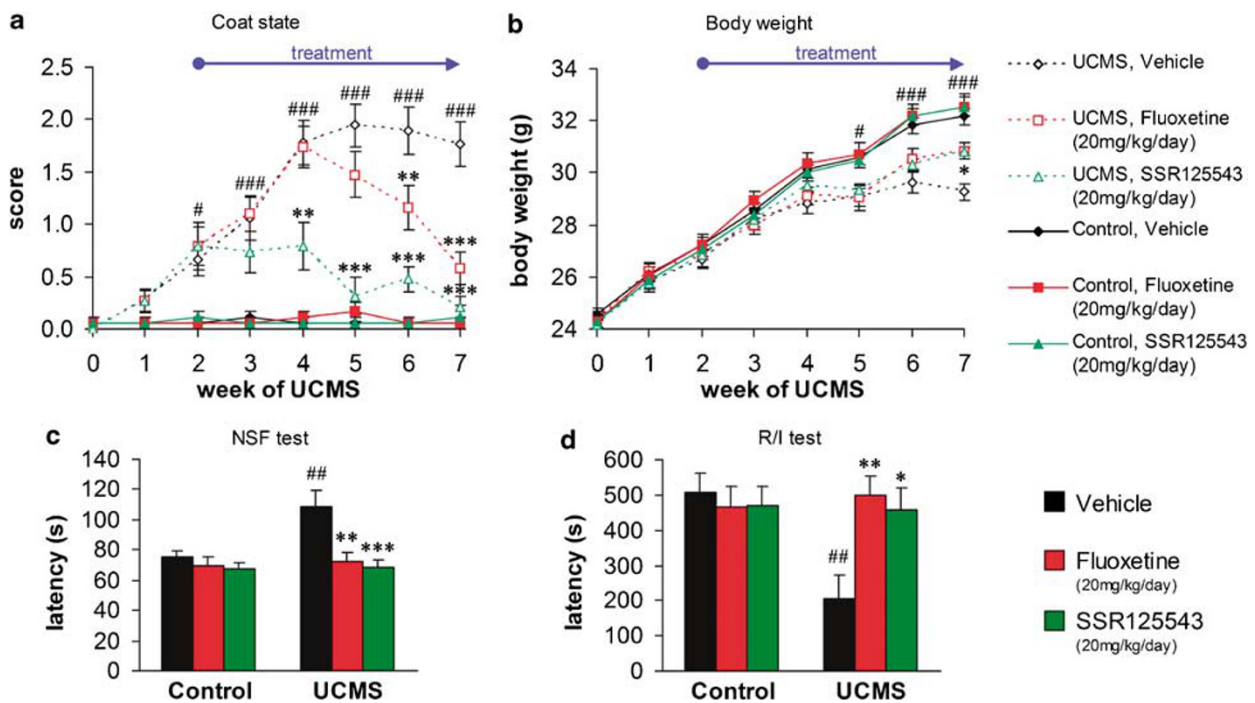 a Coat state
treatment
2.5
2.0
1.5
1.0
0.5
0.0
score
#
###
###
###
###
###
**
***
**
***
***
***
0 1 2 3 4 5 6 7
week of UCMS
b Body weight
treatment
34
32
30
28
26
24
body weight (g)
#
###
###
*
0 1 2 3 4 5 6 7
week of UCMS
UCMS, Vehicle
UCMS, Fluoxetine
(20mg/kg/day)
UCMS, SSR125543
(20mg/kg/day)
Control, Vehicle
Control, Fluoxetine
(20mg/kg/day)
Control, SSR125543
(20mg/kg/day)
c NSF test
140
120
100
80
60
40
20
0
latency (s)
##
**
***
Control UCMS
d R/I test
600
500
400
300
200
100
0
latency (s)
##
**
*
Control UCMS
Vehicle
Fluoxetine
(20mg/kg/day)
SSR125543
(20mg/kg/day)